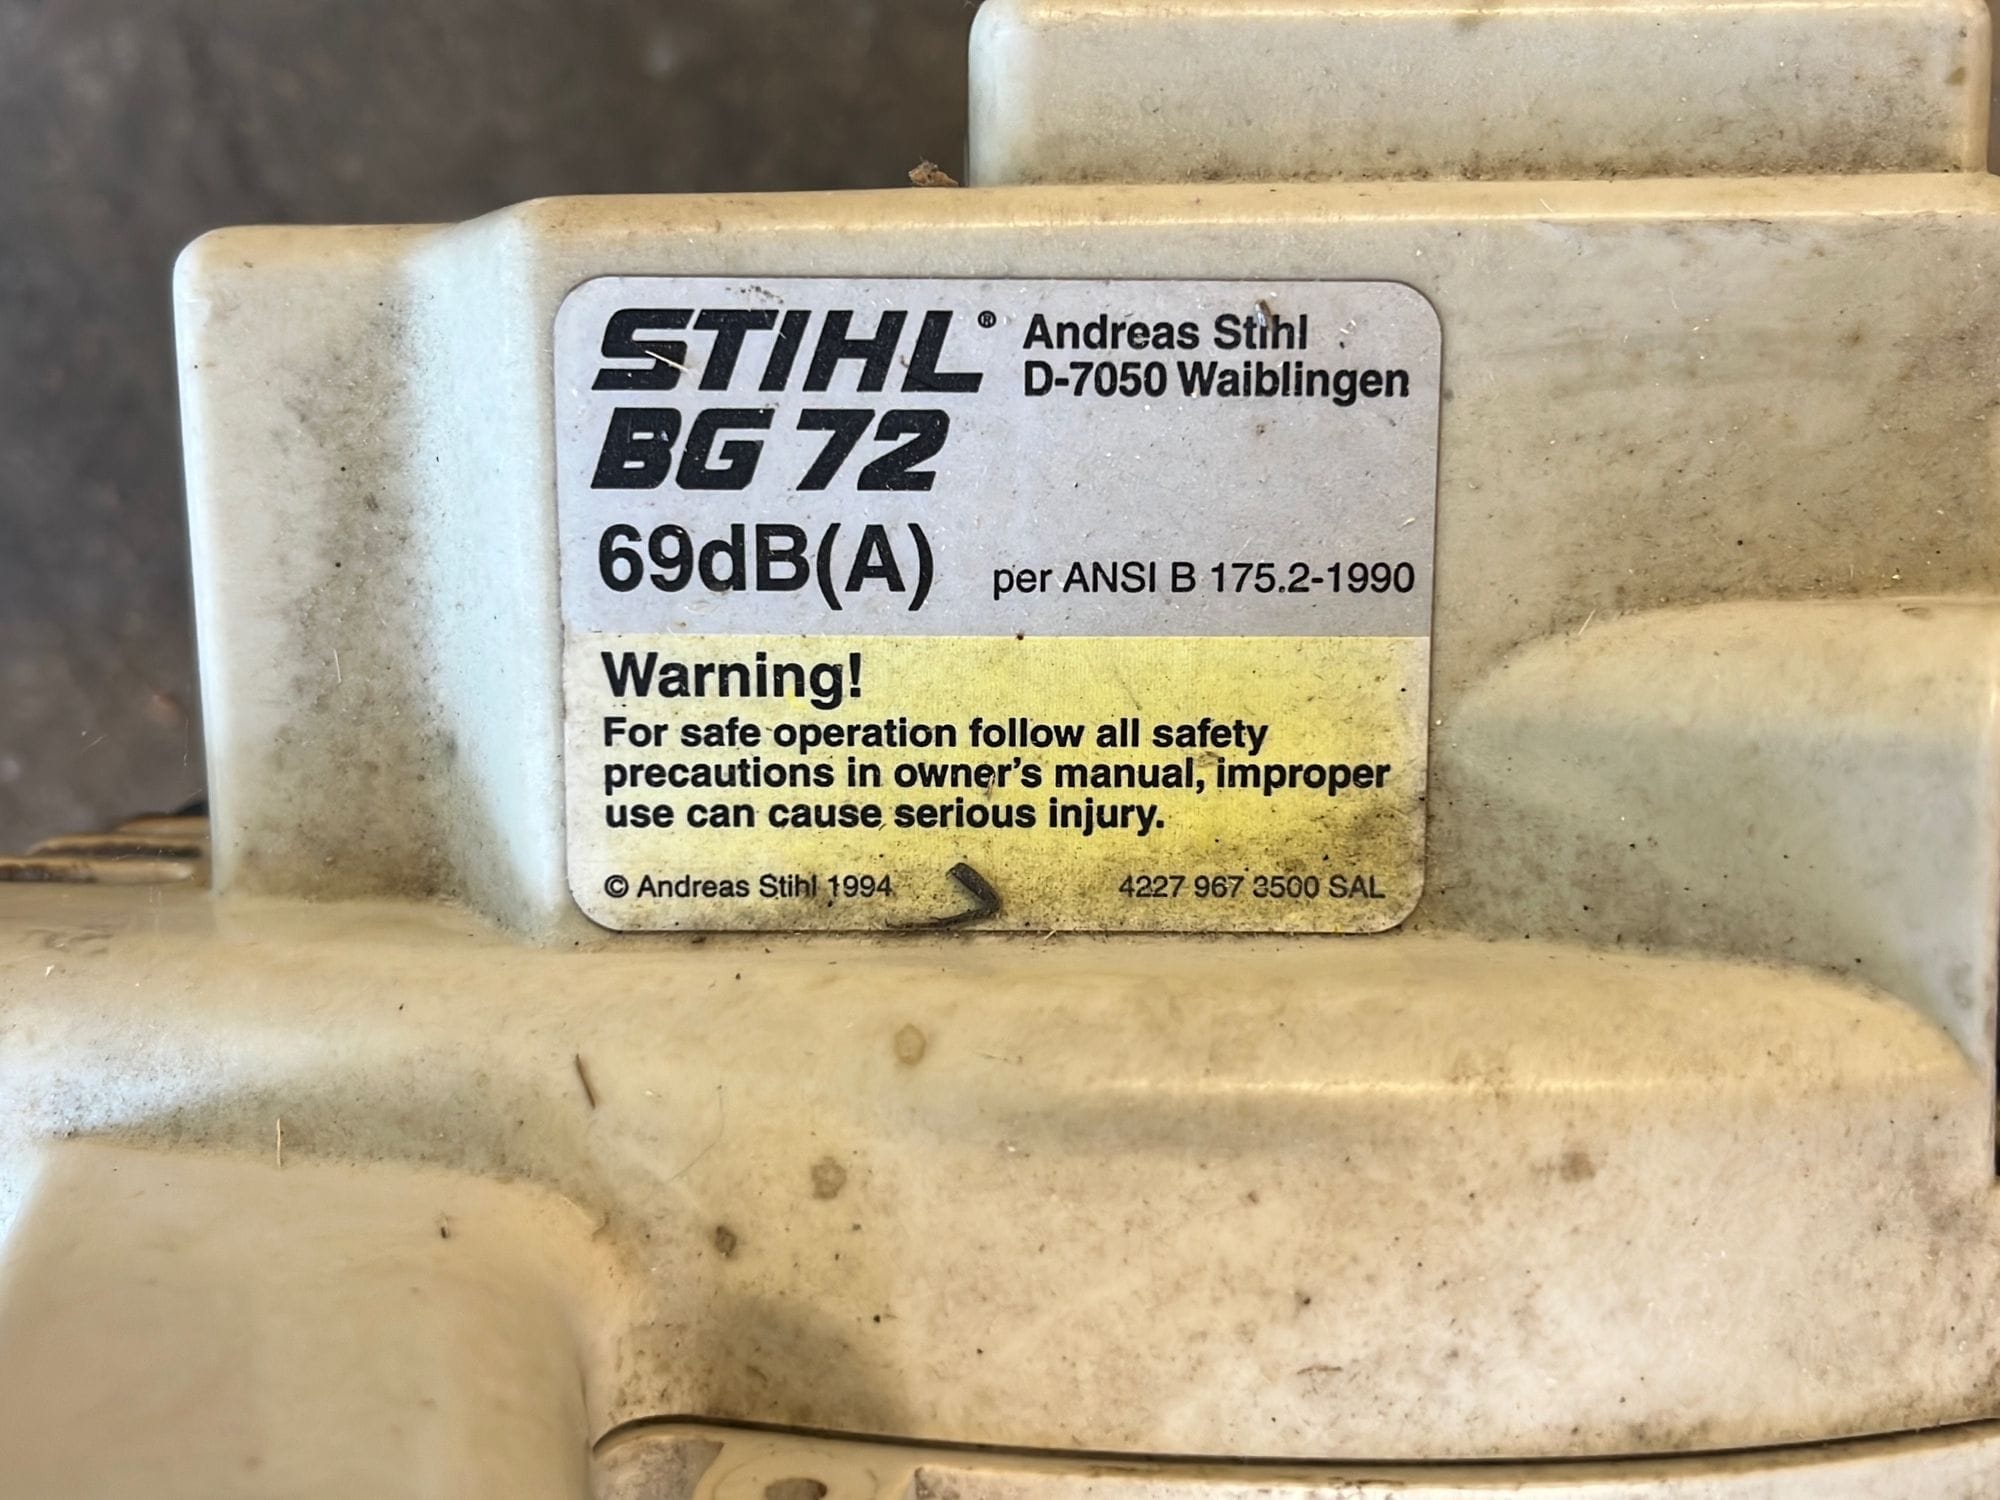 STIHL® Andreas Stihl
D-7050 Waiblingen
BG 72
69dB(A) per ANSI B 175.2-1990
Warning!
For safe operation follow all safety
precautions in owner's manual, improper
use can cause serious injury.
© Andreas Stihl 1994 4227 967 3500 SAL